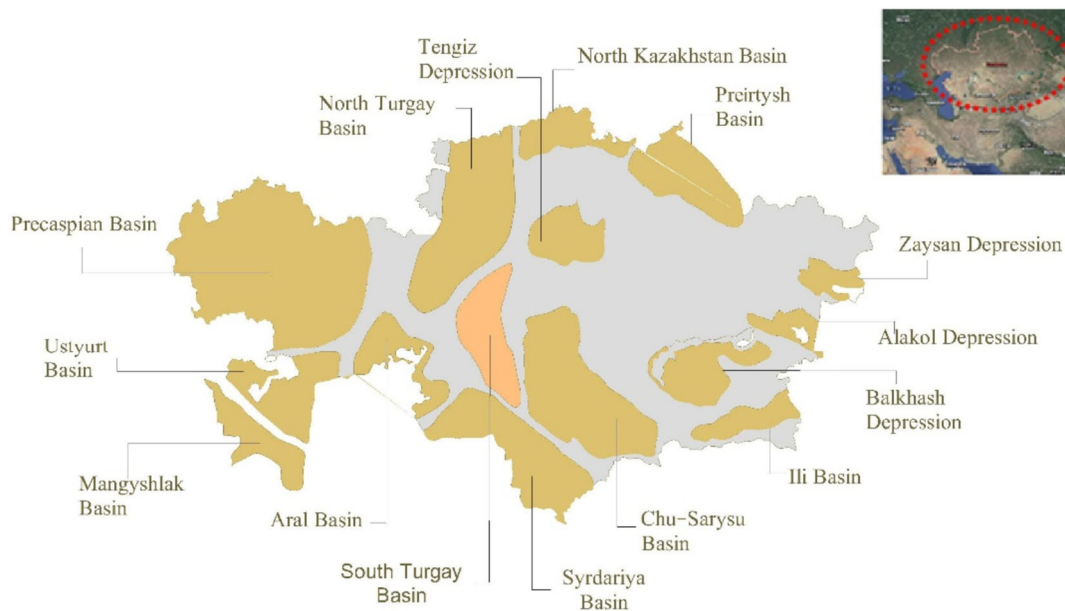 Tengiz
Depression
North Kazakhstan Basin
North Turgay
Basin
Preirtysh
Basin
Precaspian Basin
Zaysan Depression
Ustyurt
Basin
Alakol Depression
Balkhash
Depression
Mangyshlak
Basin
Ili Basin
Aral Basin
Chu-Sarysu
Basin
South Turgay
Basin
Syrdariya
Basin